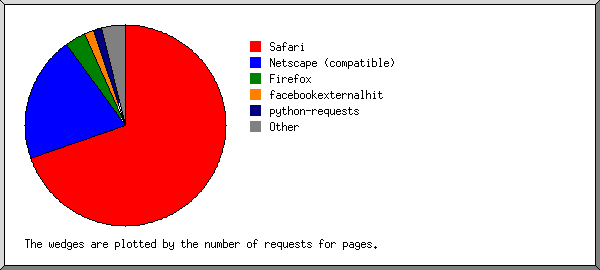 Safari
Netscape (compatible)
Firefox
facebookexternalhit
python-requests
Other
The wedges are plotted by the number of requests for pages.